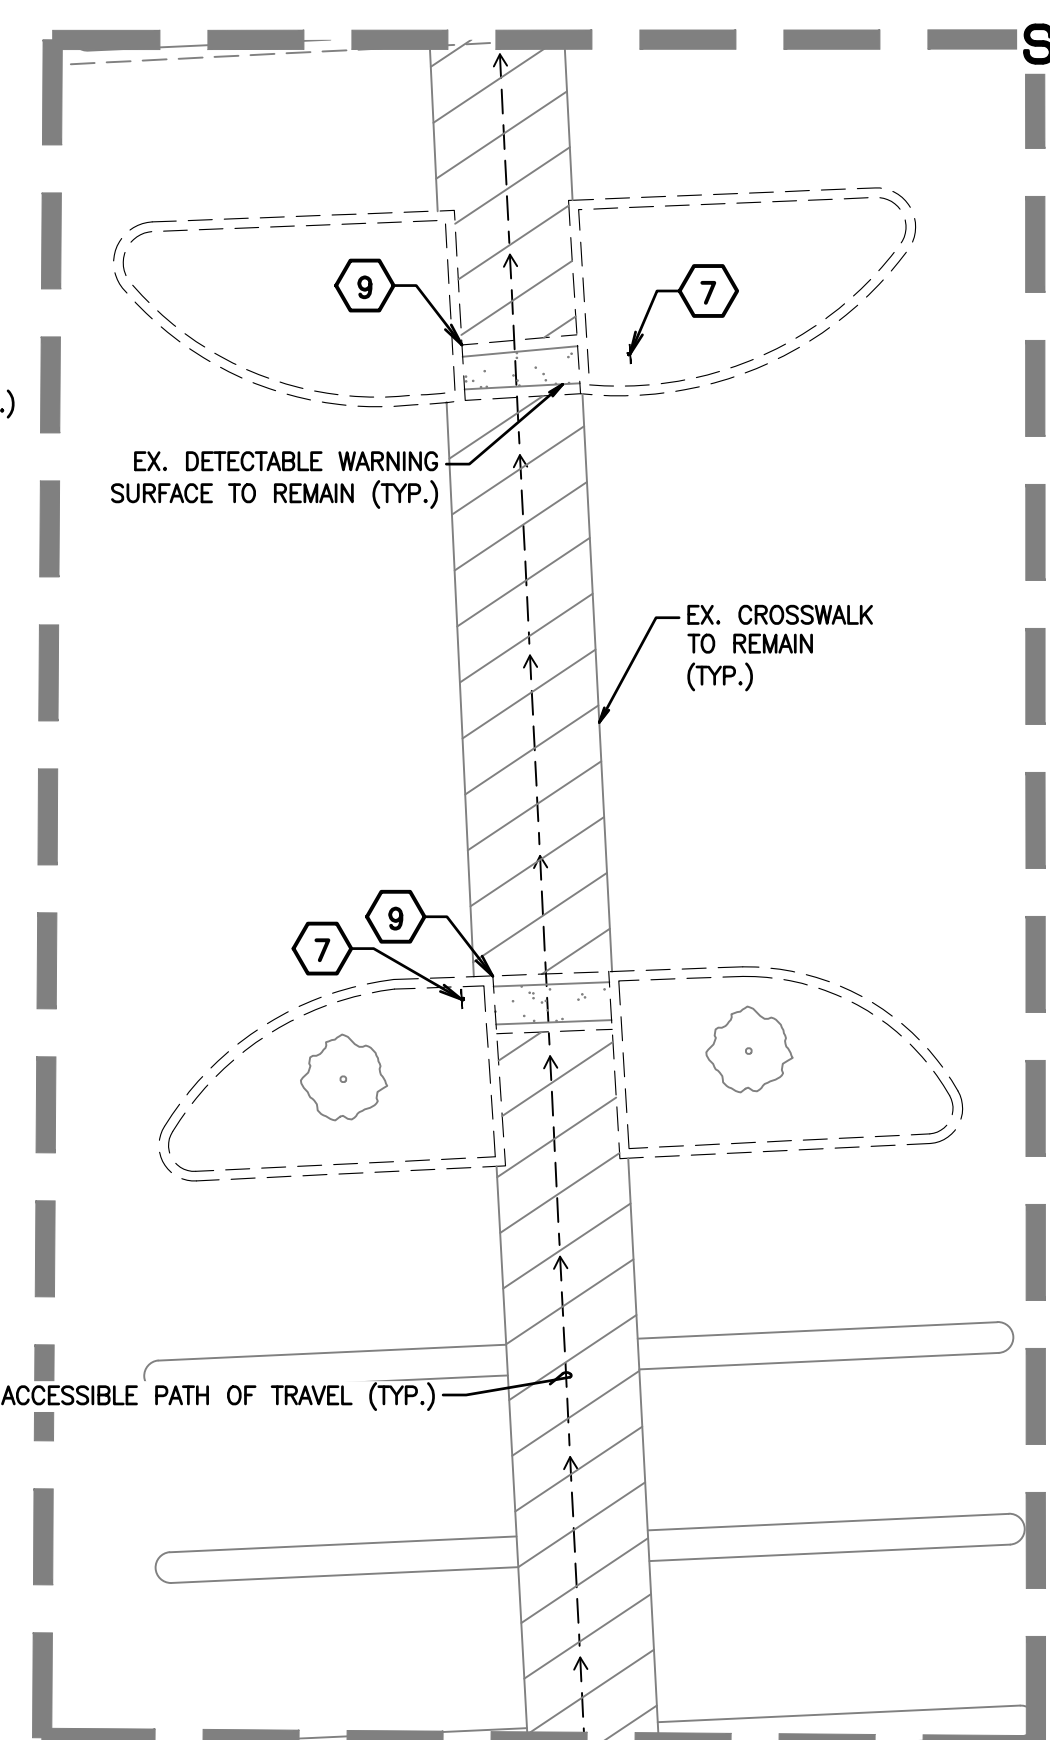 S
9
7
.)
EX. DETECTABLE WARNING
SURFACE TO REMAIN (TYP.)
EX. CROSSWALK
TO REMAIN
(TYP.)
9
7
ACCESSIBLE PATH OF TRAVEL (TYP.)